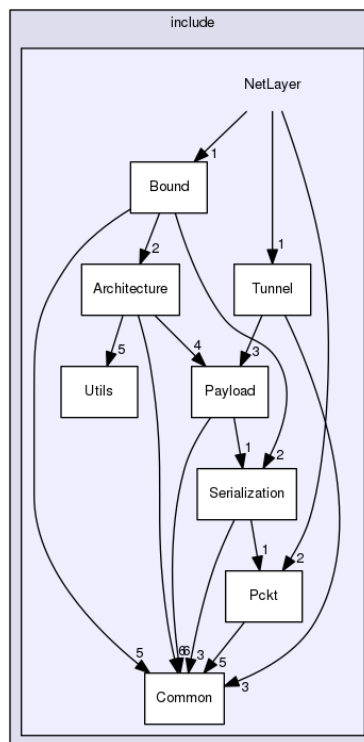 include
NetLayer
1
Bound
2
1
Architecture
Tunnel
5
4
3
Utils
Payload
1
2
Serialization
1
2
Pckt
5
6
6
3
5
3
Common